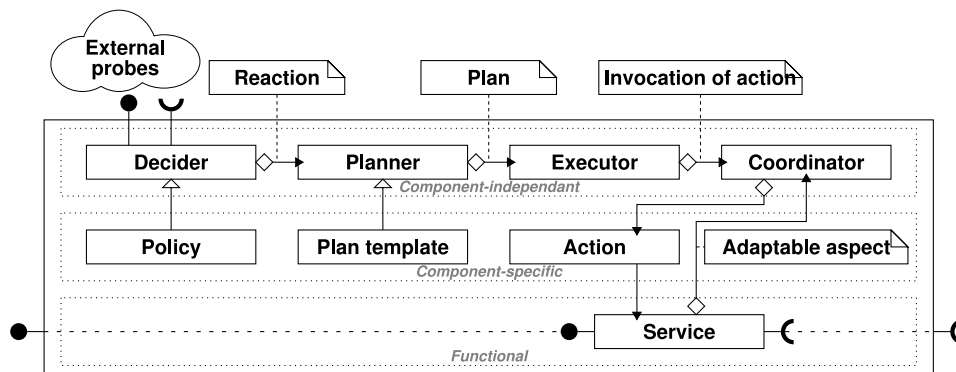 External
probes
Reaction
Plan
Invocation of action
Decider
Planner
Executor
Coordinator
Component-independant
Policy
Plan template
Action
Adaptable aspect
Component-specific
Service
Functional